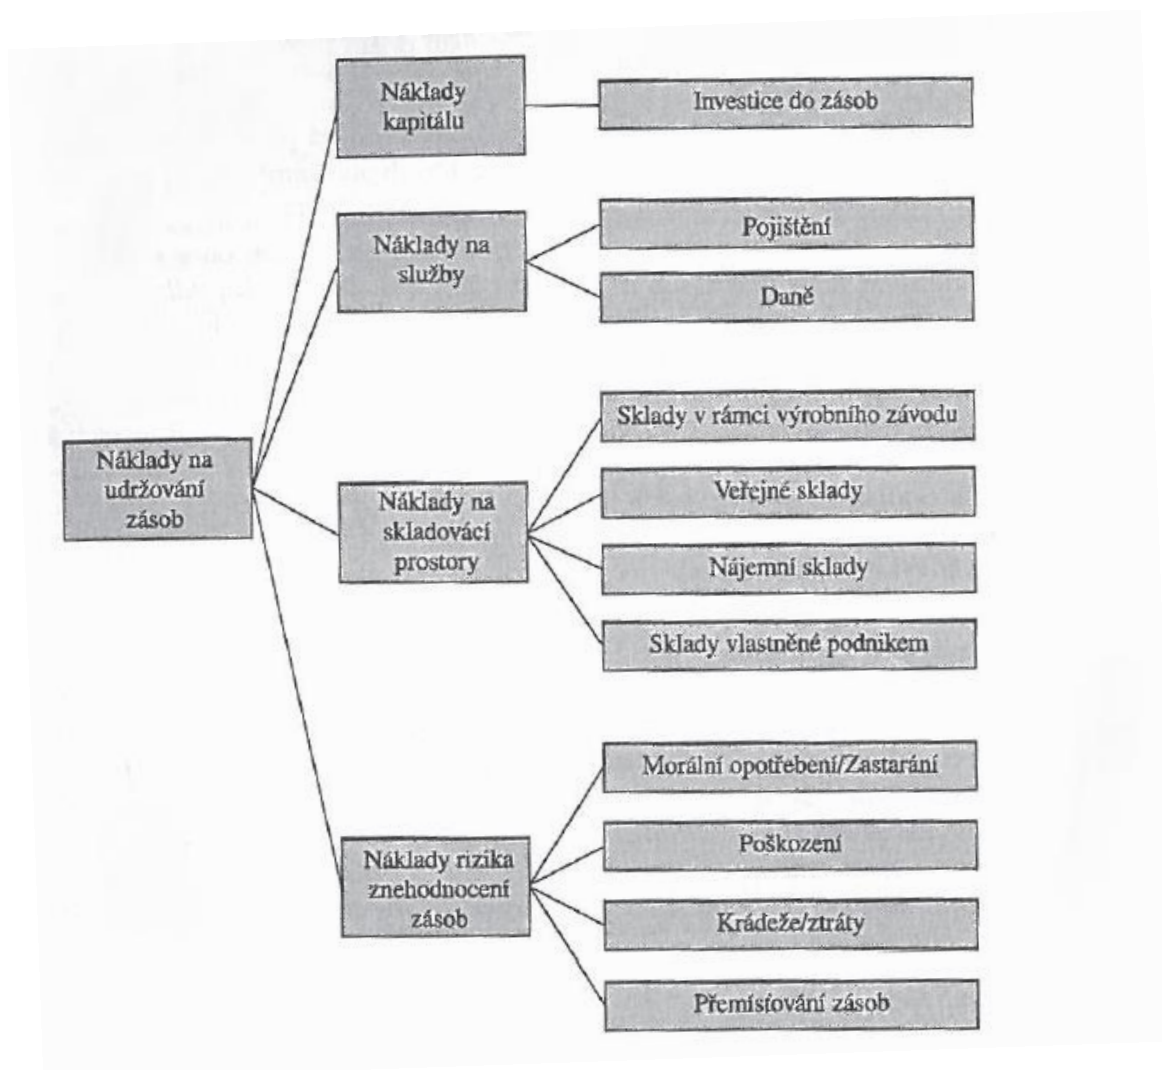 Náklady
kapitálu
Investice do zásob
Náklady na
služby
Pojištění
Daně
Náklady na
udržování
zásob
Náklady na
skladovácí
prostory
Sklady v rámci výrobního závodu
Veřejné sklady
Nájemní sklady
Sklady vlastněné podnikem
Náklady rizika
znehodnocení
zásob
Morální opotřebení/Zastarání
Poškození
Krádeže/ztráty
Přemísťování zásob